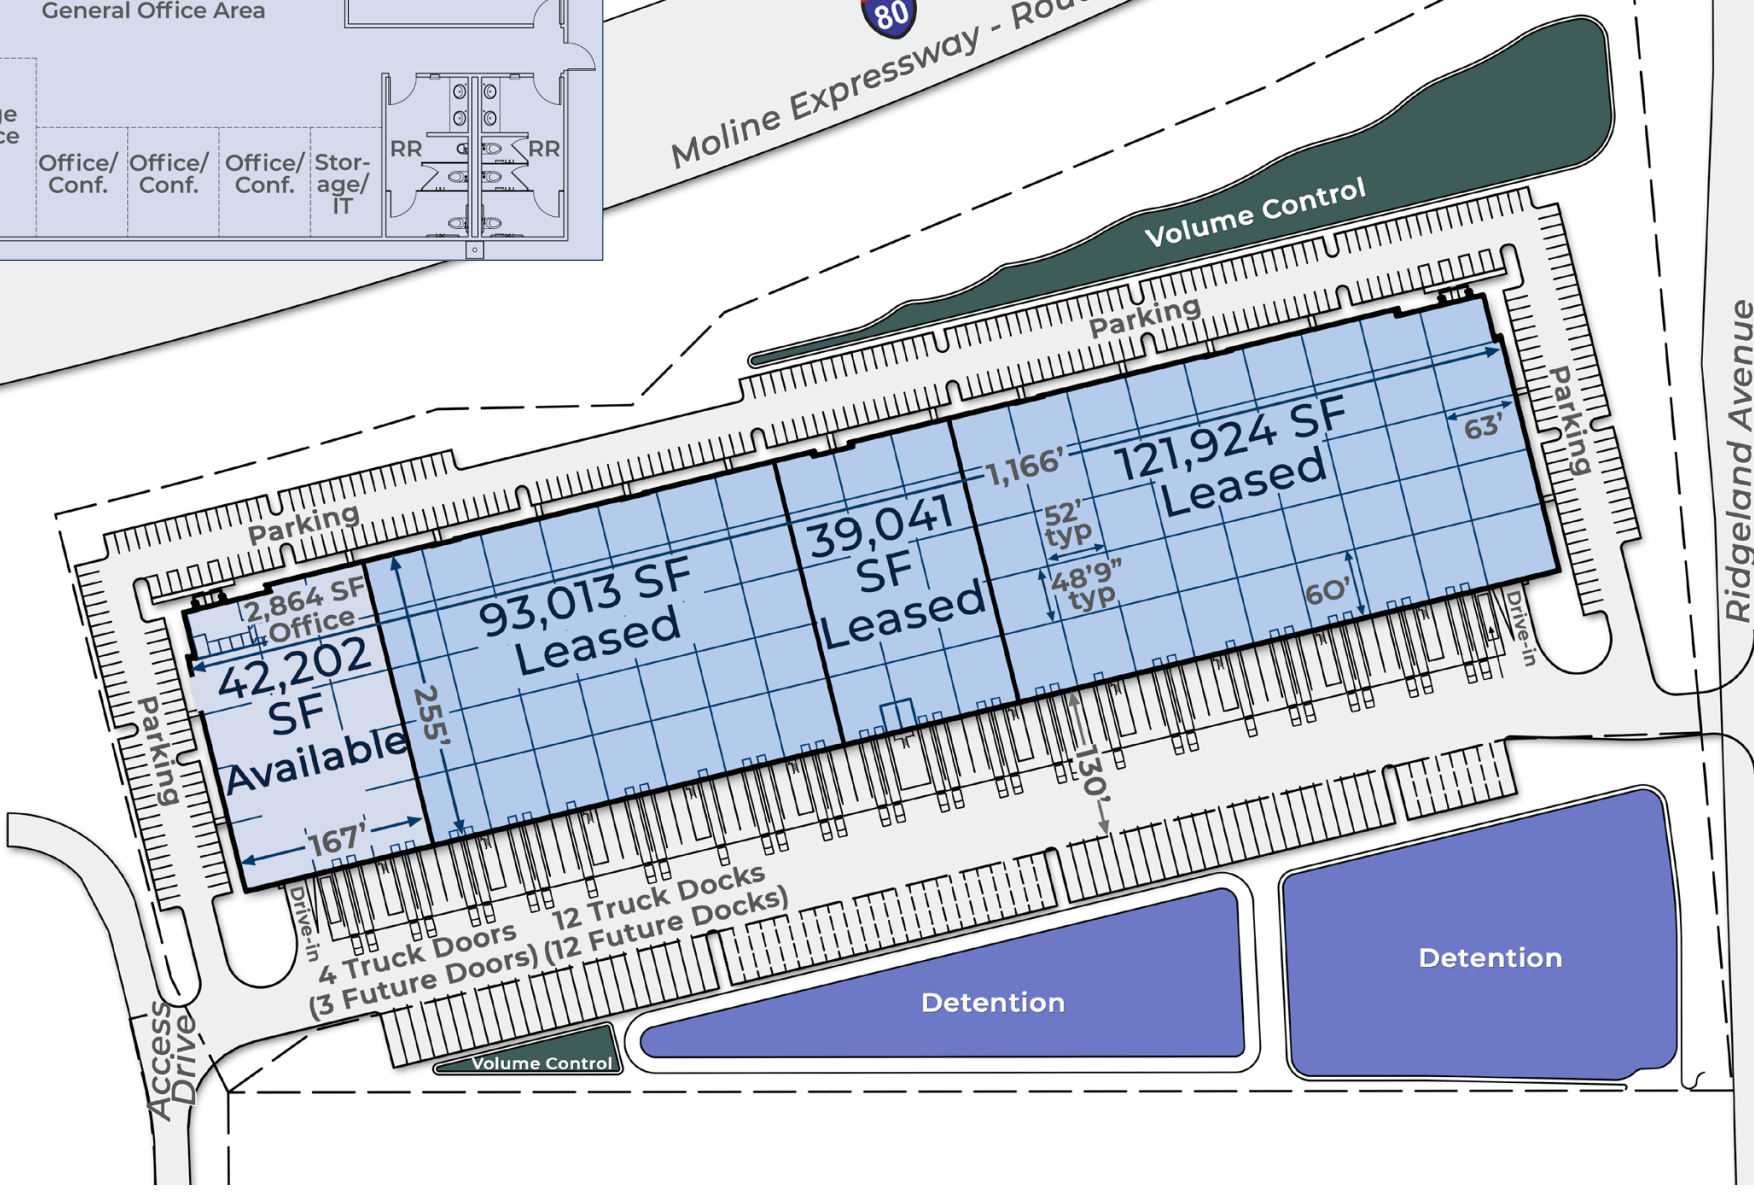 General Office Area
Office/
Conf.
Office/
Conf.
Office/
Conf.
Stor-
age/
IT
RR
RR
80
Moline Expressway -
Volume Control
Parking
Parking
Parking
Parking
Ridgeland Avenue
1,166’
121,924 SF
Leased
63’
52’
typ
48’9”
typ
60’
39,041
SF
Leased
93,013 SF
Leased
2,864 SF
Office
42,202
SF
Available
255’
167’
130’
Drive-in
Drive-in
12 Truck Docks
(12 Future Docks)
4 Truck Doors
(3 Future Doors)
Detention
Detention
Volume Control
Access
Drive